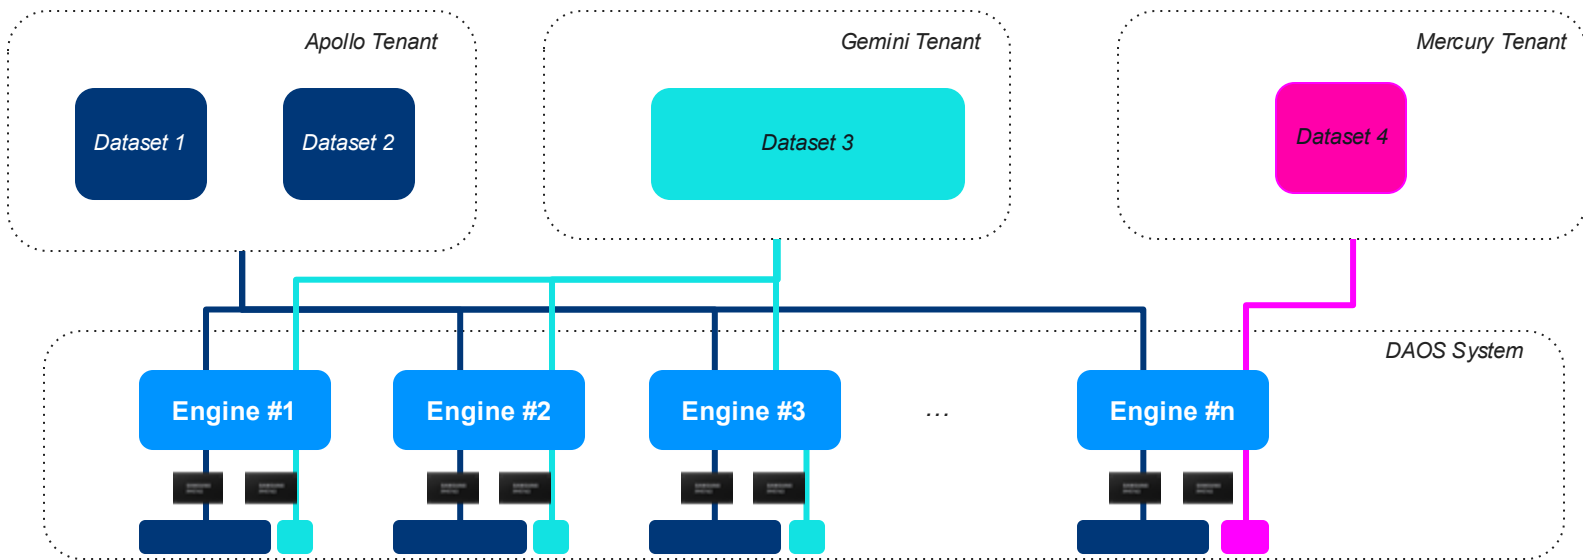 Apollo Tenant
Gemini Tenant
Mercury Tenant
Dataset 1
Dataset 2
Dataset 3
Dataset 4
DAOS System
Engine #1
Engine #2
Engine #3
...
Engine #n